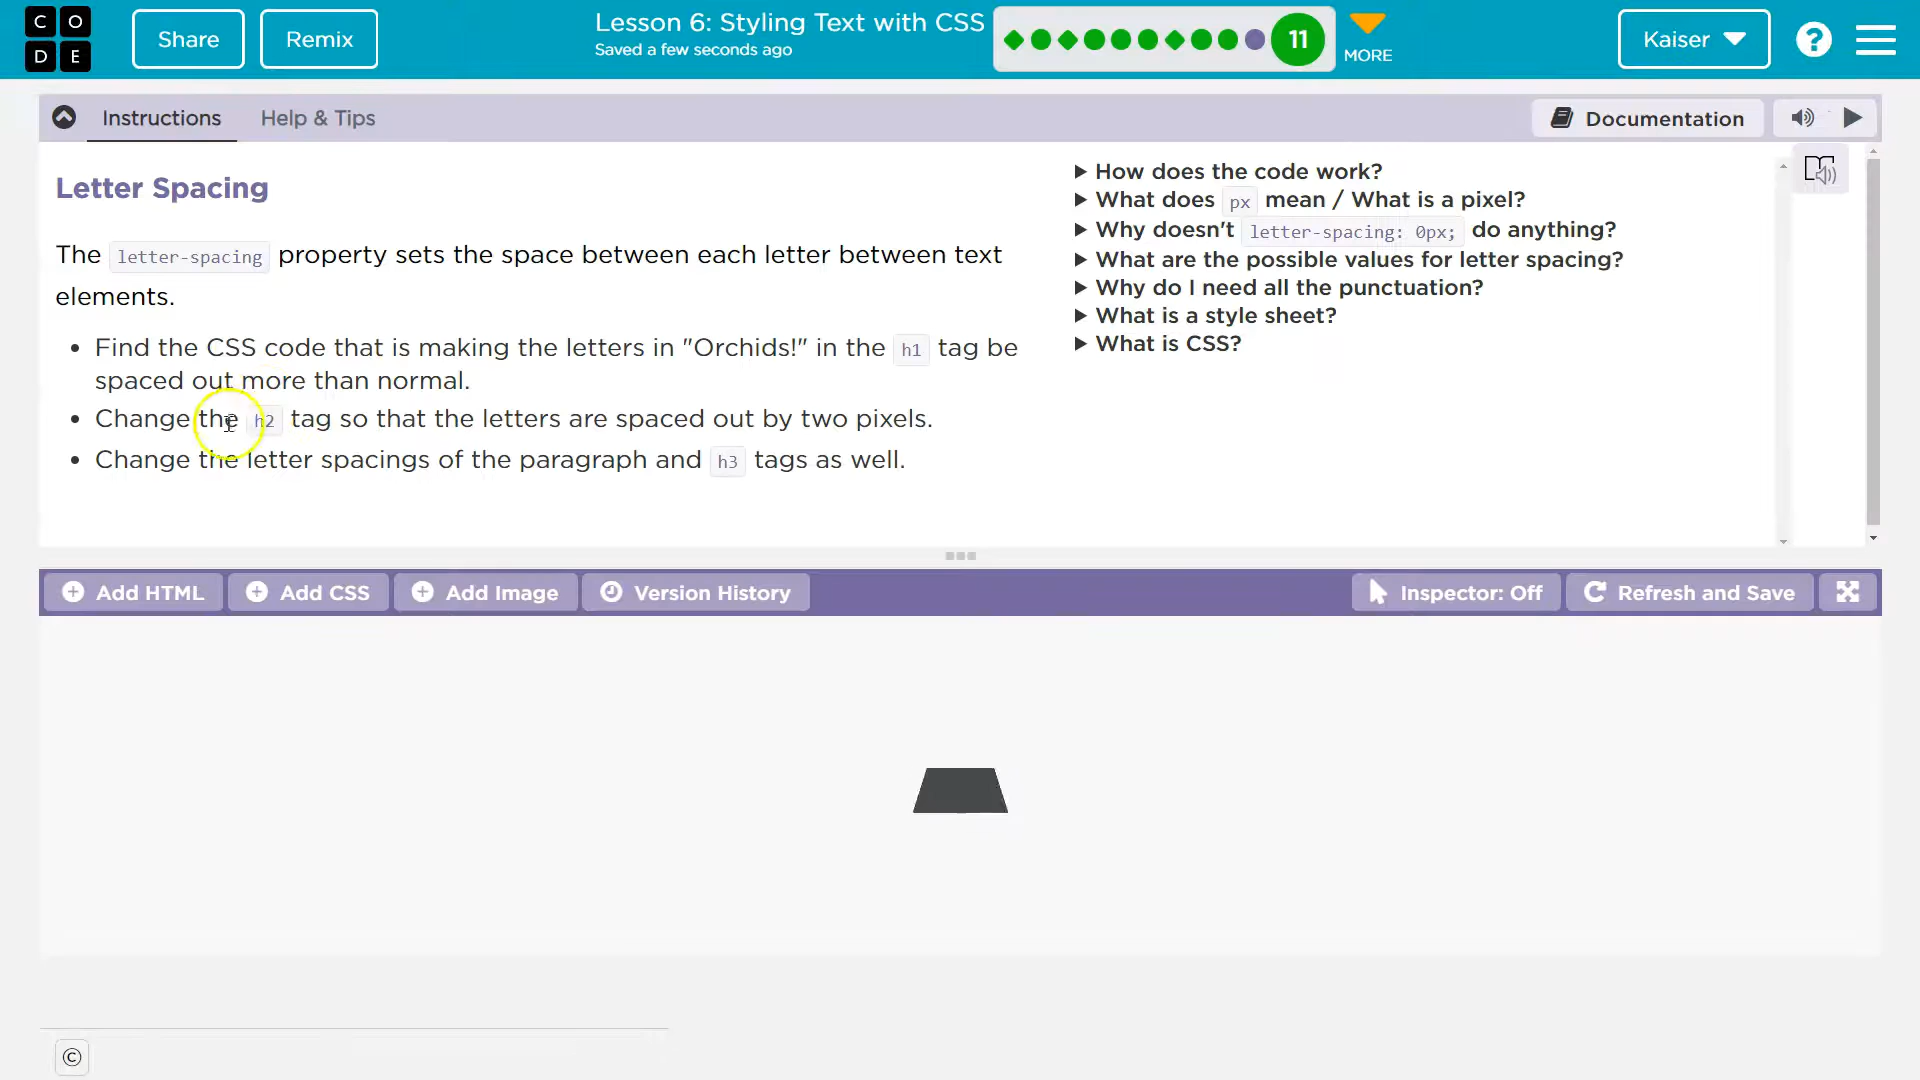 C O
D E
Share
Remix
Lesson 6: Styling Text with CSS
Saved a few seconds ago
11
MORE
Kaiser
?
Instructions
Help & Tips
Documentation
Letter Spacing
The letter-spacing property sets the space between each letter between text
elements.
• Find the CSS code that is making the letters in "Orchids!" in the h1 tag be
spaced out more than normal.
• Change the h2 tag so that the letters are spaced out by two pixels.
• Change the letter spacings of the paragraph and h3 tags as well.
How does the code work?
What does px mean / What is a pixel?
Why doesn't letter-spacing: 0px; do anything?
What are the possible values for letter spacing?
Why do I need all the punctuation?
What is a style sheet?
What is CSS?
Add HTML
Add CSS
Add Image
Version History
Inspector: Off
Refresh and Save
©